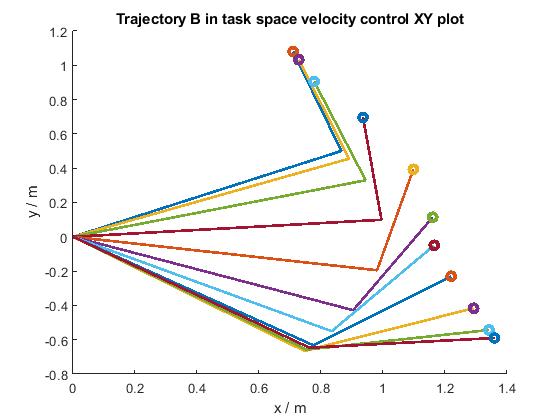 Trajectory B in task space velocity control XY plot
1.2
1
0.8
0.6
0.4
0.2
0
-0.2
-0.4
-0.6
-0.8
y / m
0 0.2 0.4 0.6 0.8 1 1.2 1.4
x / m